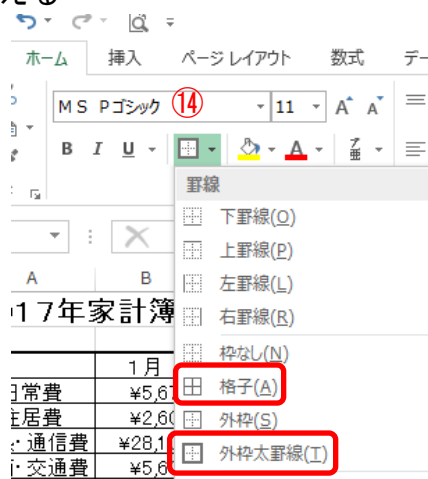 ホーム 挿入 ページ レイアウト 数式
ＭＳ Ｐゴシック ⑭ 11 A A
B I U A ア亜
罫線
下罫線(O)
上罫線(P)
左罫線(L)
右罫線(R)
枠なし(N)
格子(A)
外枠(S)
外枠太罫線(T)
A B
17年家計簿
1月
日常費 ¥5,67
住居費 ¥2,60
・通信費 ¥28,1
・交通費 ¥5,6